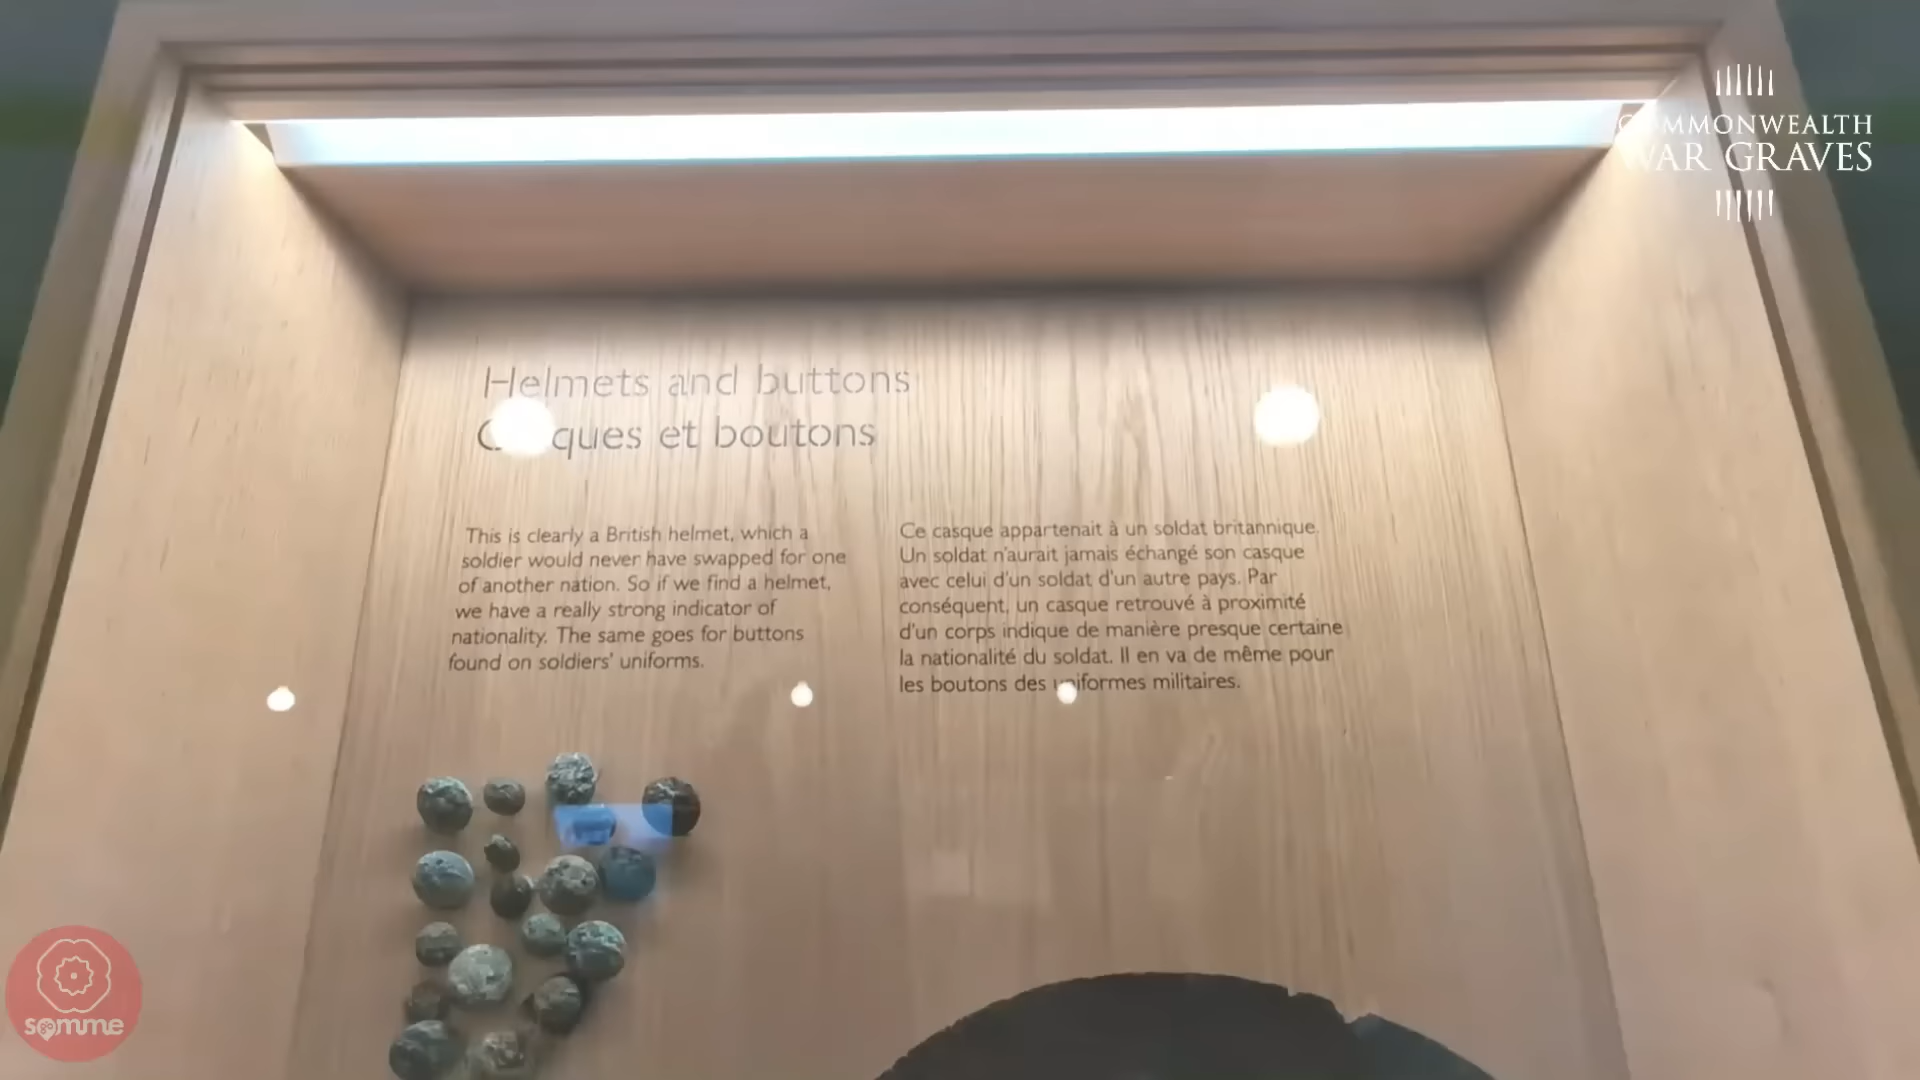 COMMONWEALTH
WAR GRAVES
Helmets and buttons
et boutons
This is clearly a British helmet, which a
soldier would never have swapped for one
of another nation. So if we find a helmet,
we have a really strong indicator of
nationality. The same goes for buttons
found on soldiers' uniforms.
Ce casque appartenait à un soldat britannique.
Un soldat n'aurait jamais échangé son casque
avec celui d'un soldat d'un autre pays. Par
conséquent, un casque retrouvé à proximité
d'un corps indique de manière presque certaine
la nationalité du soldat. Il en va de même pour
les boutons des uniformes militaires.
somme